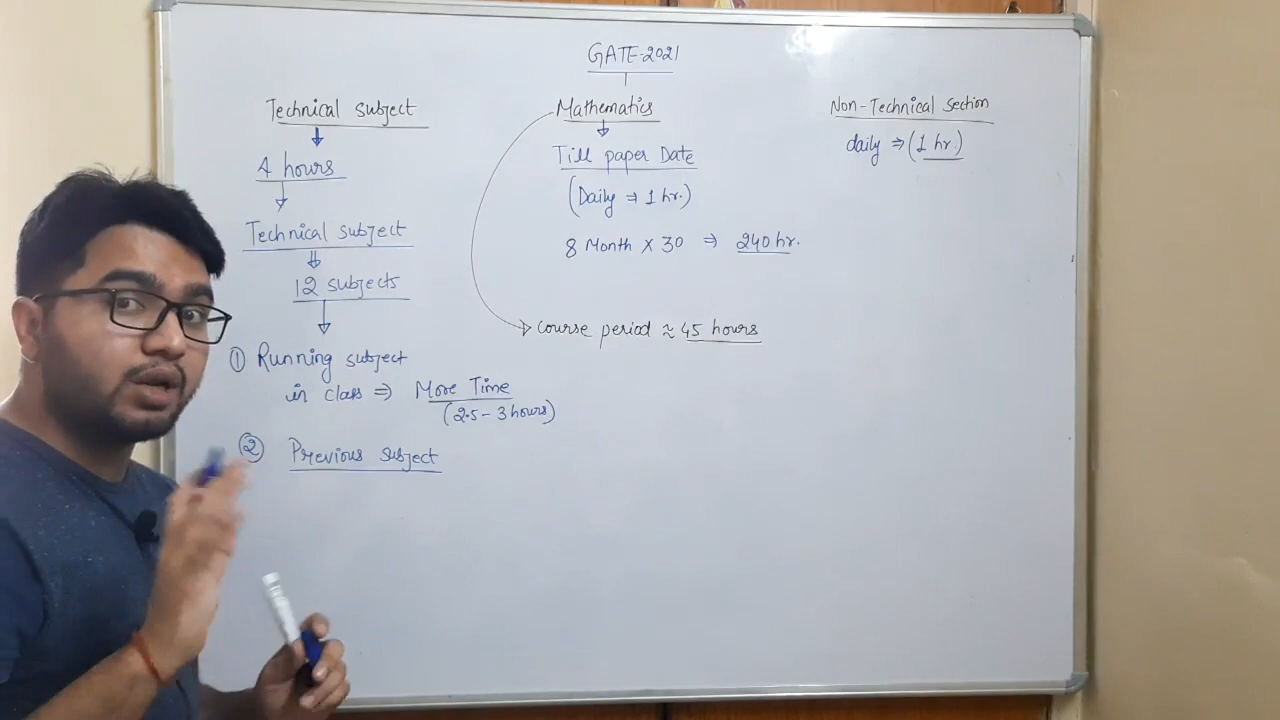 GATE-2021
Technical subject
4 hours
Technical subject
12 subjects
① Running subject
in class ⇒ More Time
(2.5 - 3 hours)
② Previous subject
Mathematics
Till paper Date
(Daily ⇒ 1 hr.)
8 Month × 30 ⇒ 240 hr.
Course period ≈ 45 hours
Non-Technical Section
daily ⇒ (1 hr.)